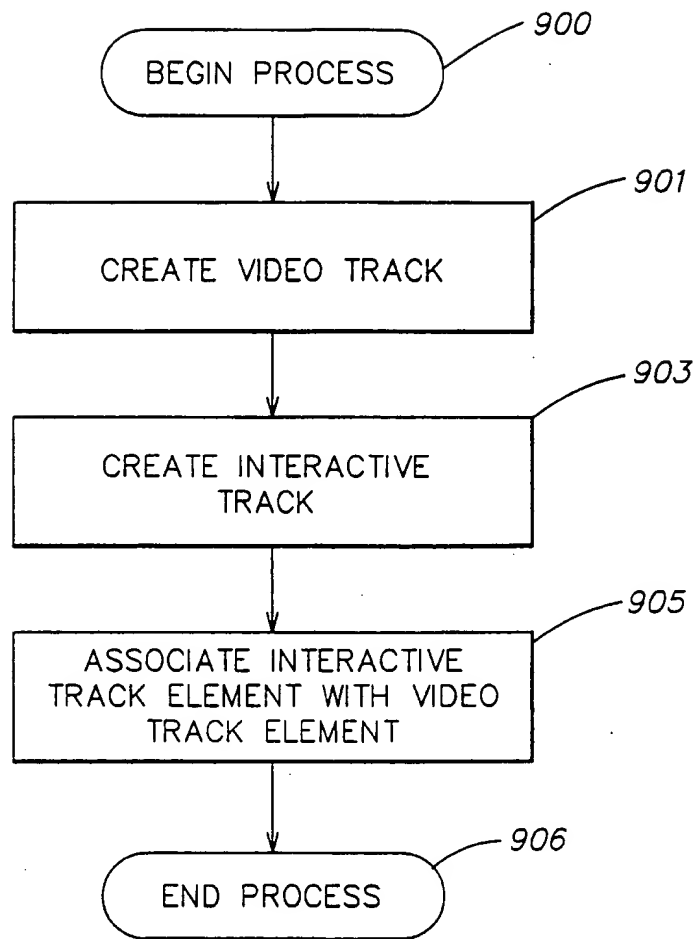 900
BEGIN PROCESS
901
CREATE VIDEO TRACK
903
CREATE INTERACTIVE
TRACK
905
ASSOCIATE INTERACTIVE
TRACK ELEMENT WITH VIDEO
TRACK ELEMENT
906
END PROCESS